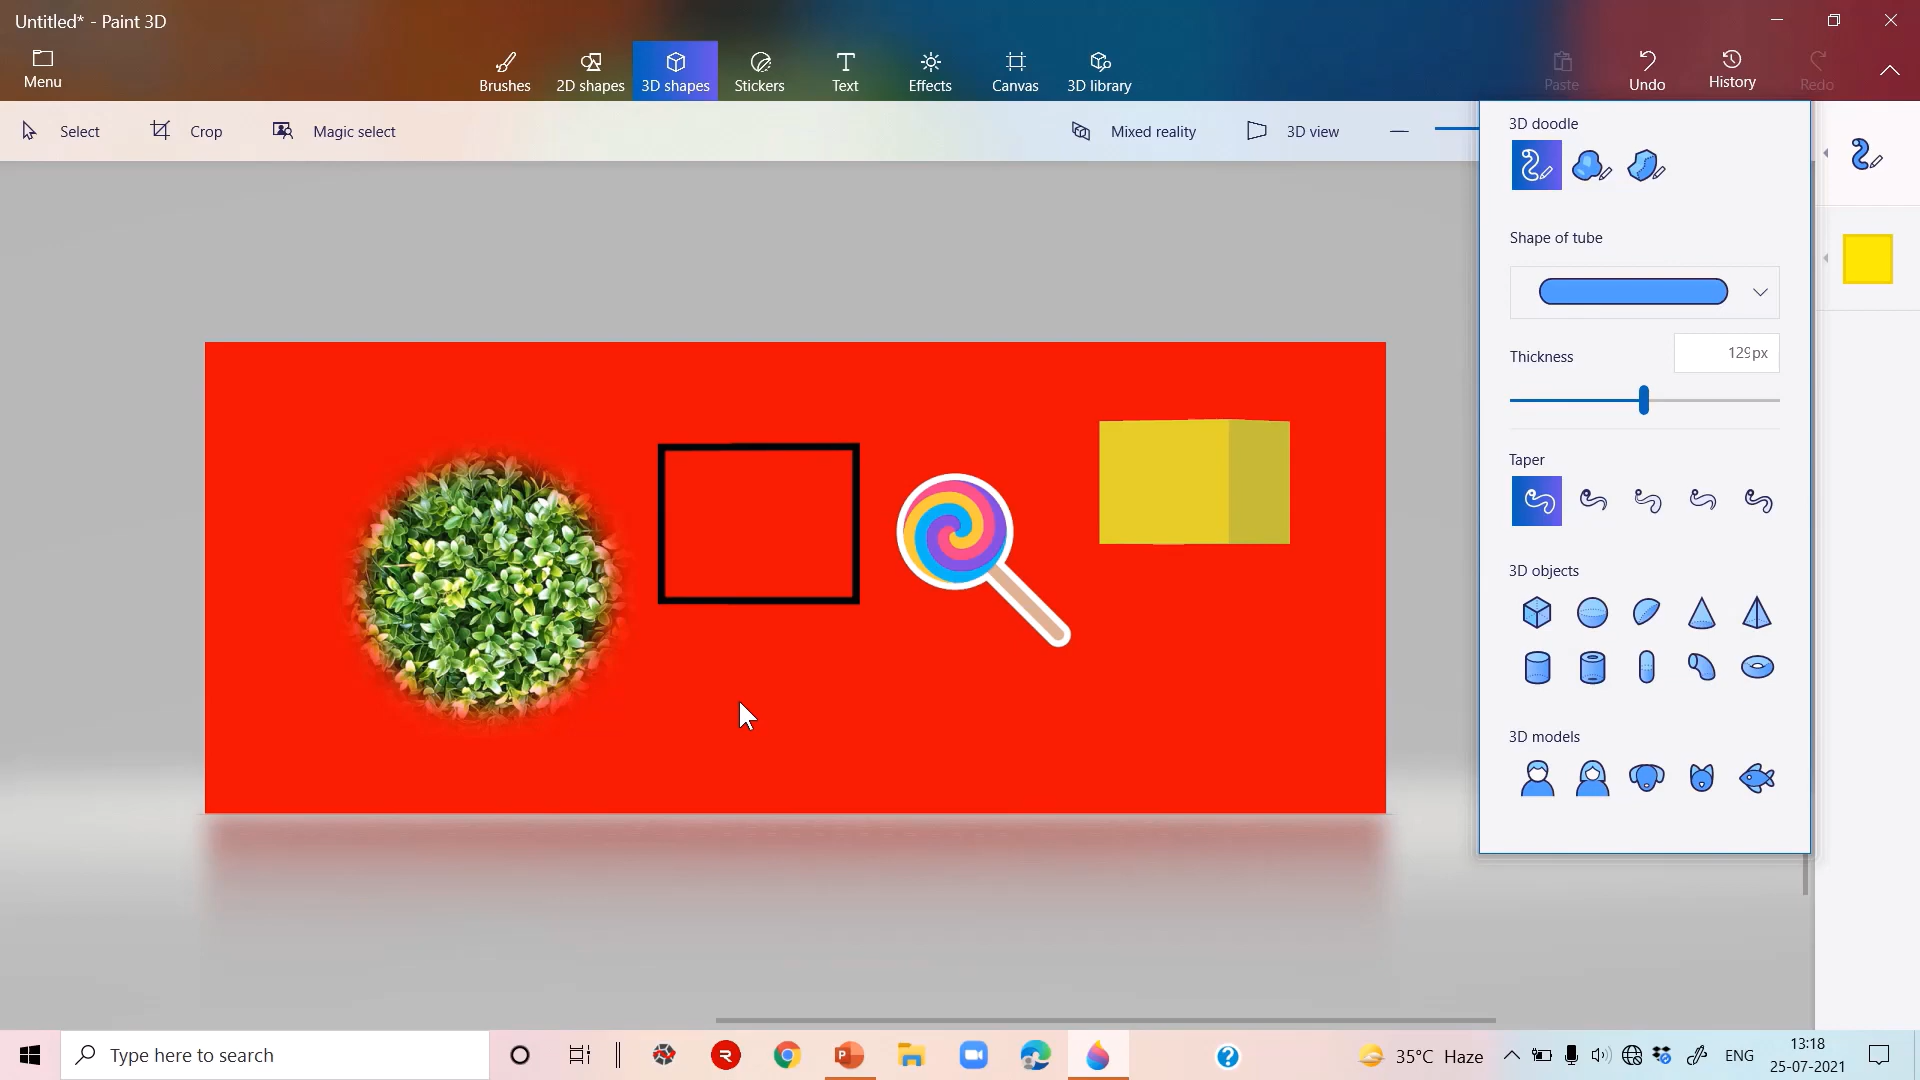 Untitled* - Paint 3D
Menu
Brushes
2D shapes
3D shapes
Stickers
Text
Effects
Canvas
3D library
Paste
Undo
History
Redo
Select
Crop
Magic select
Mixed reality
3D view
3D doodle
Shape of tube
Thickness
129px
Taper
3D objects
3D models
Type here to search
35°C Haze
ENG
13:18
25-07-2021